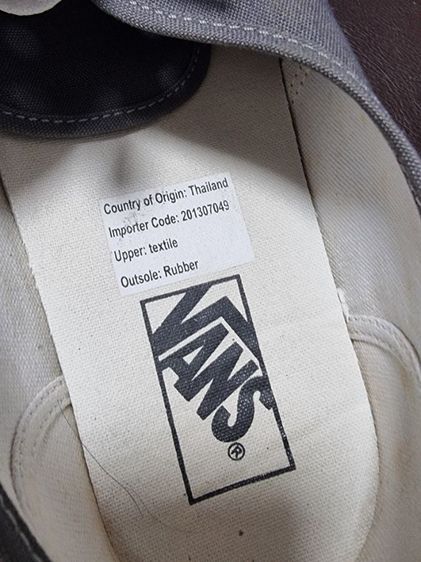 Country of Origin: Thailand
Importer Code: 201307049
Upper: textile
Outsole: Rubber
VANS
®